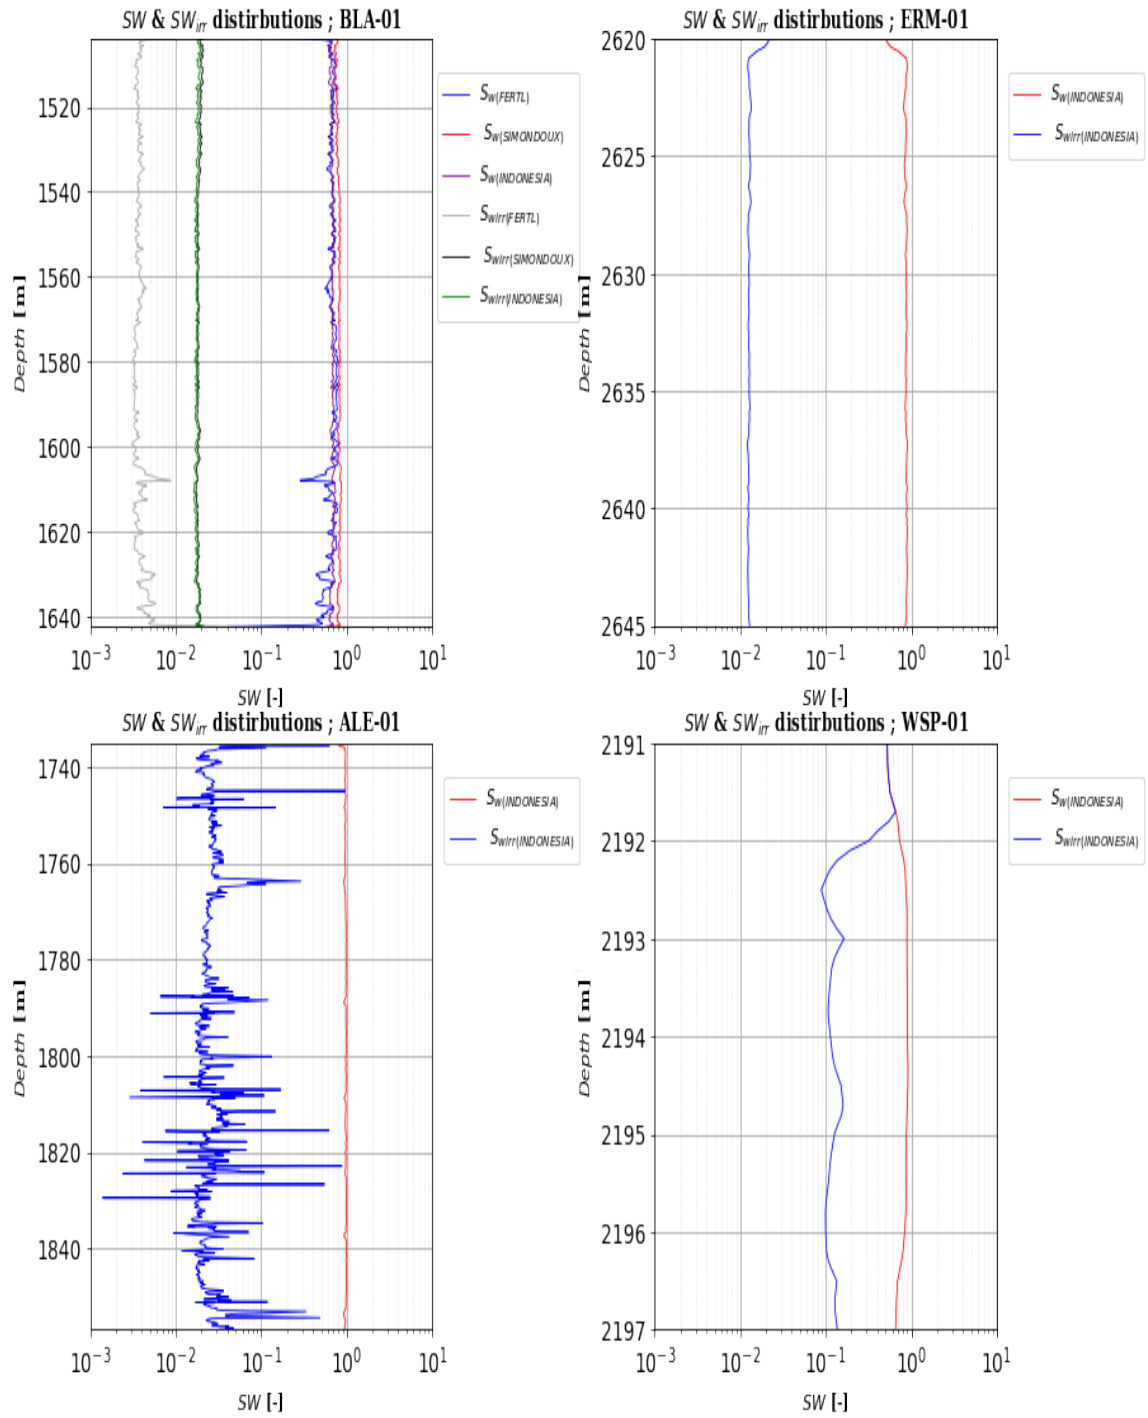 SW & SWirr distirbutions ; BLA-01
1520
1540
1560
1580
1600
1620
1640
Depth [m]
10−3 10−2 10−1 100 101
SW [-]
Sw(FERTL)
Sw(SIMONDOUX)
Sw(INDONESIA)
Swirr(FERTL)
Swirr(SIMONDOUX)
Swirr(INDONESIA)
SW & SWirr distirbutions ; ERM-01
2620
2625
2630
2635
2640
2645
Depth [m]
10−3 10−2 10−1 100 101
SW [-]
Sw(INDONESIA)
Swirr(INDONESIA)
SW & SWirr distirbutions ; ALE-01
1740
1760
1780
1800
1820
1840
Depth [m]
10−3 10−2 10−1 100 101
SW [-]
Sw(INDONESIA)
Swirr(INDONESIA)
SW & SWirr distirbutions ; WSP-01
2191
2192
2193
2194
2195
2196
2197
Depth [m]
10−3 10−2 10−1 100 101
SW [-]
Sw(INDONESIA)
Swirr(INDONESIA)